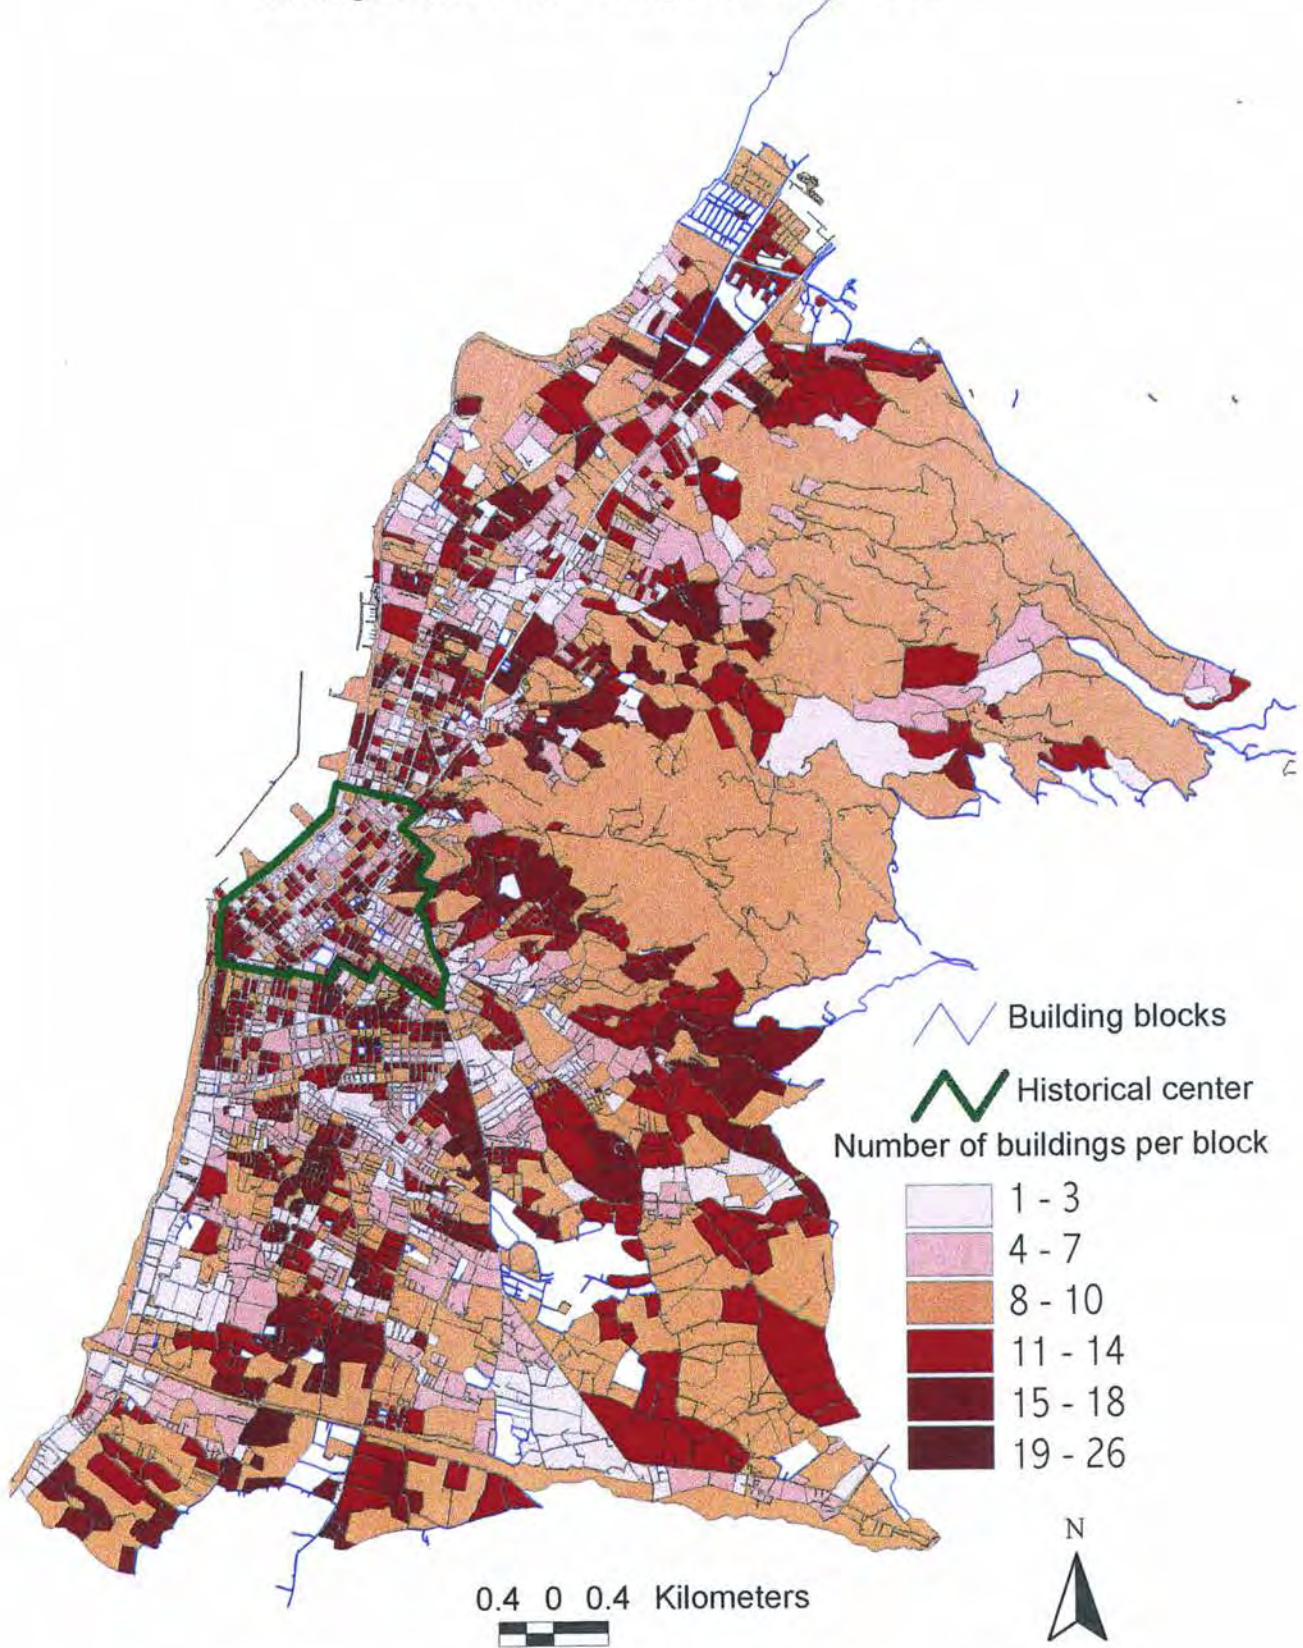 Building blocks
Historical center
Number of buildings per block
1 - 3
4 - 7
8 - 10
11 - 14
15 - 18
19 - 26
N
0.4 0 0.4 Kilometers